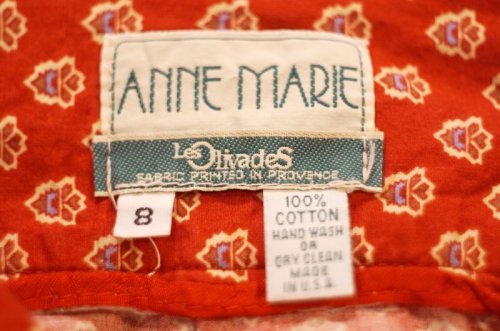 ANNE MARIE
Les OlivadeS
FABRIC PRINTED IN PROVENCE
8
100%
COTTON
HAND WASH
OR
DRY CLEAN
MADE
IN U.S.A.